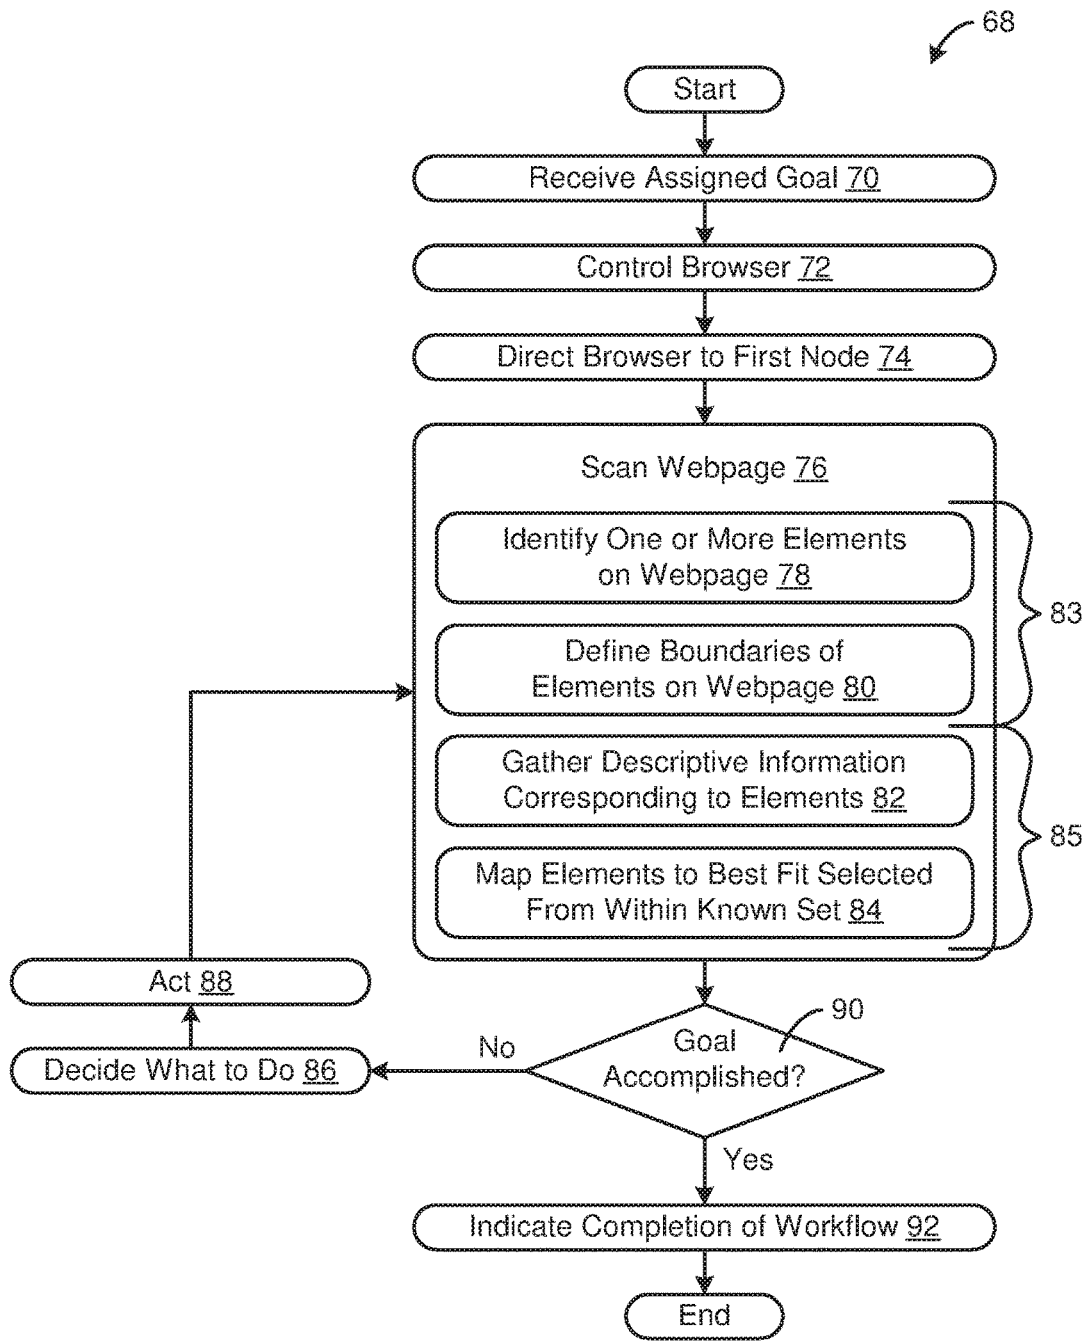 68
Start
Receive Assigned Goal 70
Control Browser 72
Direct Browser to First Node 74
Scan Webpage 76
Identify One or More Elements
on Webpage 78
83
Define Boundaries of
Elements on Webpage 80
Gather Descriptive Information
Corresponding to Elements 82
85
Map Elements to Best Fit Selected
From Within Known Set 84
Act 88
90
Goal
Accomplished?
No
Decide What to Do 86
Yes
Indicate Completion of Workflow 92
End